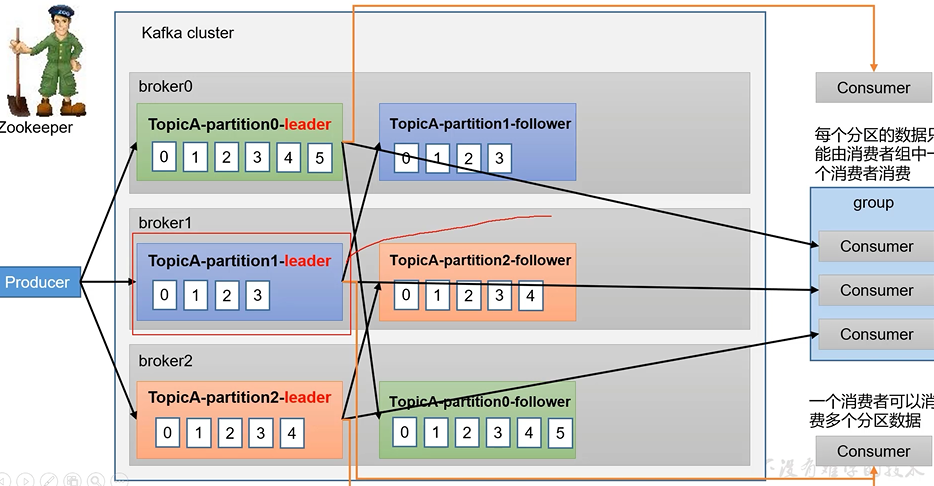 Zookeeper
Kafka cluster
broker0
TopicA-partition0-leader
0 1 2 3 4 5
TopicA-partition1-follower
0 1 2 3
broker1
TopicA-partition1-leader
0 1 2 3
TopicA-partition2-follower
0 1 2 3 4
broker2
TopicA-partition2-leader
0 1 2 3 4
TopicA-partition0-follower
0 1 2 3 4 5
Producer
Consumer
每个分区的数据只
能由消费者组中一
个消费者消费
group
Consumer
Consumer
Consumer
一个消费者可以消
费多个分区数据
Consumer